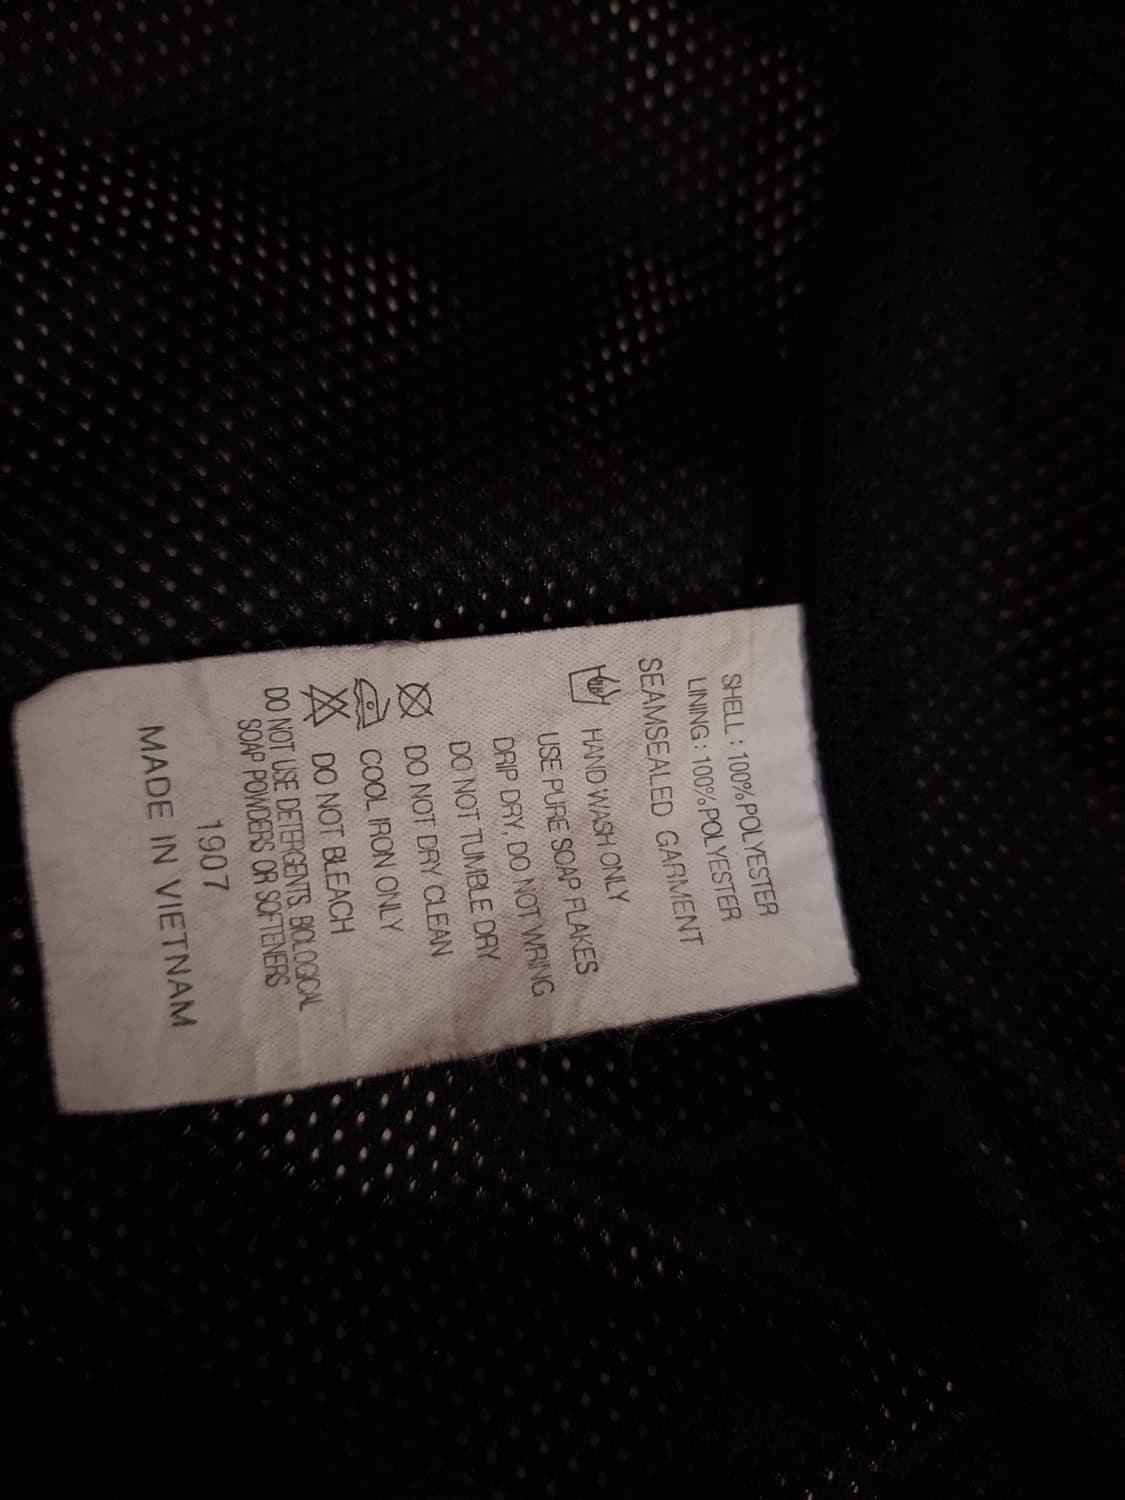 SHELL : 100% POLYESTER
LINING : 100% POLYESTER
SEAMSEALED GARMENT
HAND WASH ONLY
USE PURE SOAP FLAKES
DRIP DRY, DO NOT WRING
DO NOT TUMBLE DRY
DO NOT DRY CLEAN
COOL IRON ONLY
DO NOT BLEACH
DO NOT USE DETERGENTS, BIOLOGICAL
SOAP POWDERS OR SOFTENERS
1907
MADE IN VIETNAM